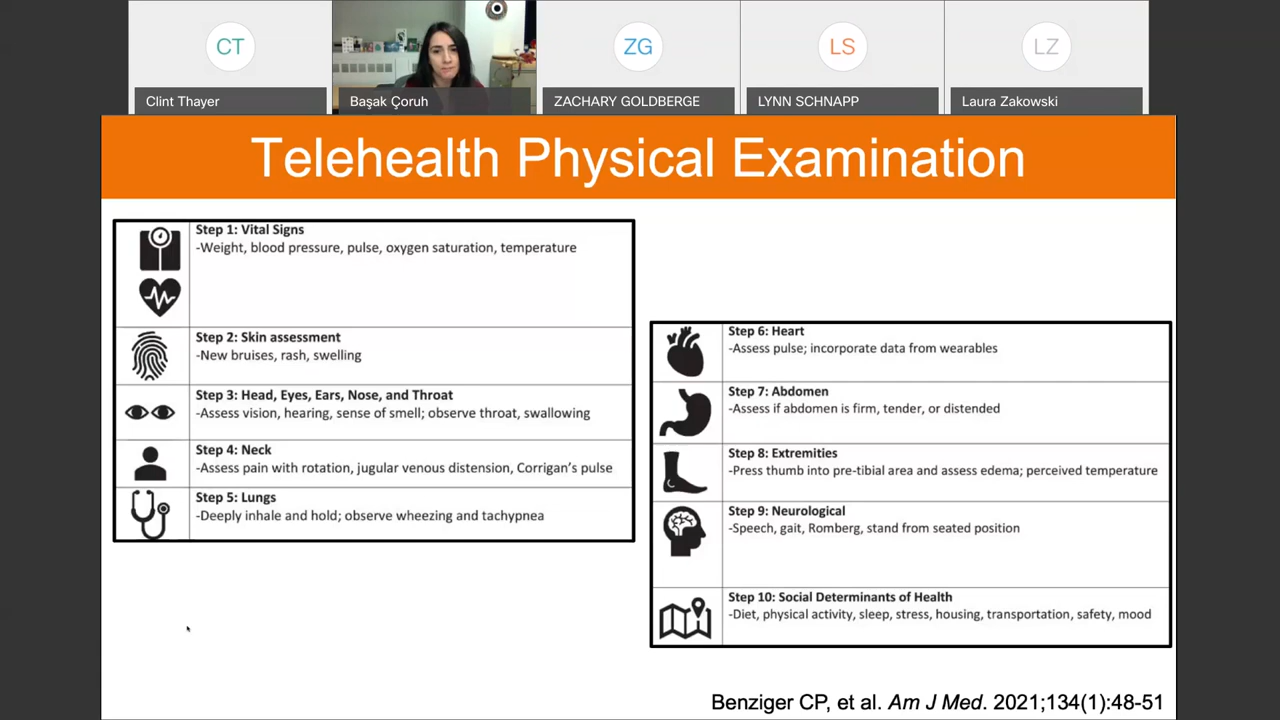 CT
ZG
LS
LZ
Clint Thayer
Başak Çoruh
ZACHARY GOLDBERGE
LYNN SCHNAPP
Laura Zakowski
Telehealth Physical Examination
Step 1: Vital Signs
-Weight, blood pressure, pulse, oxygen saturation, temperature
Step 2: Skin assessment
-New bruises, rash, swelling
Step 3: Head, Eyes, Ears, Nose, and Throat
-Assess vision, hearing, sense of smell; observe throat, swallowing
Step 4: Neck
-Assess pain with rotation, jugular venous distension, Corrigan's pulse
Step 5: Lungs
-Deeply inhale and hold; observe wheezing and tachypnea
Step 6: Heart
-Assess pulse; incorporate data from wearables
Step 7: Abdomen
-Assess if abdomen is firm, tender, or distended
Step 8: Extremities
-Press thumb into pre-tibial area and assess edema; perceived temperature
Step 9: Neurological
-Speech, gait, Romberg, stand from seated position
Step 10: Social Determinants of Health
-Diet, physical activity, sleep, stress, housing, transportation, safety, mood
Benziger CP, et al. Am J Med. 2021;134(1):48-51